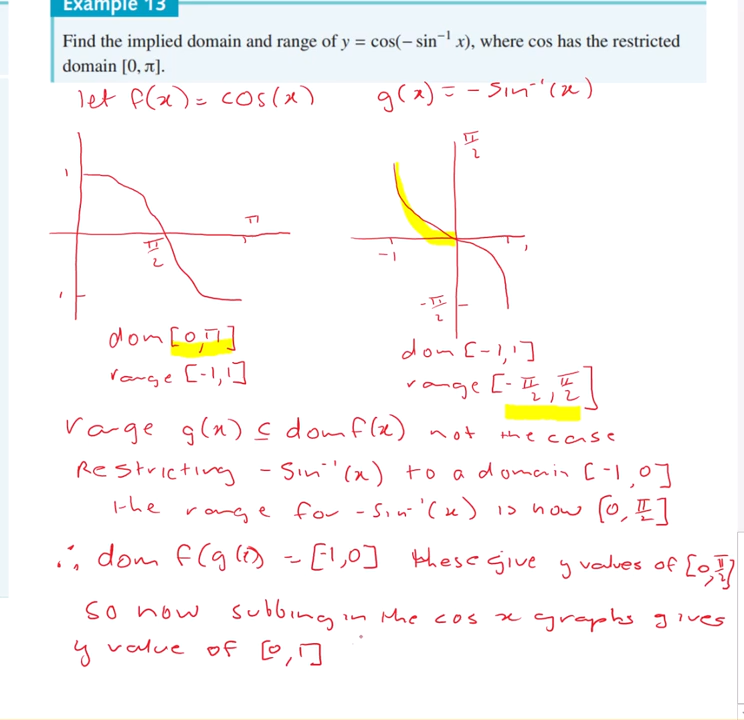 Example 13
Find the implied domain and range of y = cos(− sin⁻¹ x), where cos has the restricted
domain [0, π].
let f(x) = cos(x) g(x) = - sin⁻¹(x)
1
π/2
π
1
π/2
-1
1
-π/2
dom [0, π]
range [-1, 1]
dom [-1, 1]
range [-π/2, π/2]
range g(x) ⊆ dom f(x) not the case
Restricting - sin⁻¹(x) to a domain [-1, 0]
the range for - sin⁻¹(x) is now [0, π/2]
∴ dom f(g(x)) = [-1, 0] these give y values of [0, π/2]
so now subbing in the cos x graphs gives
y value of [0, 1]